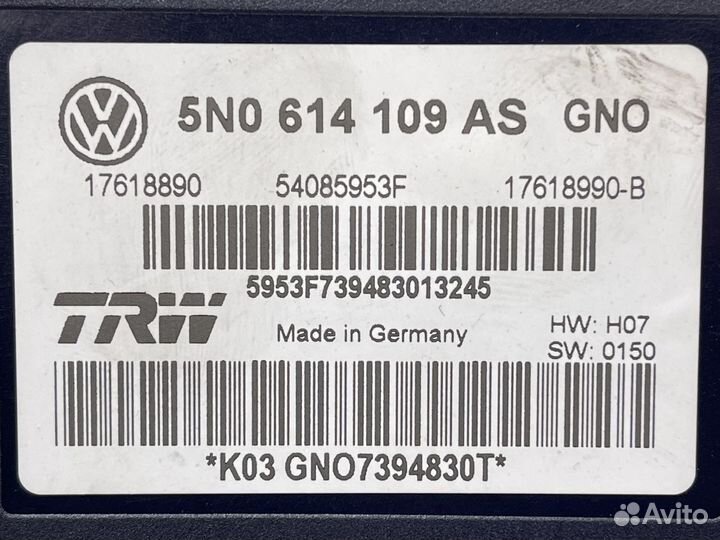 5N0 614 109 AS GNO
17618890 54085953F 17618990-B
5953F739483013245
TRW Made in Germany HW: H07
SW: 0150
*K03 GNO7394830T*
Avito